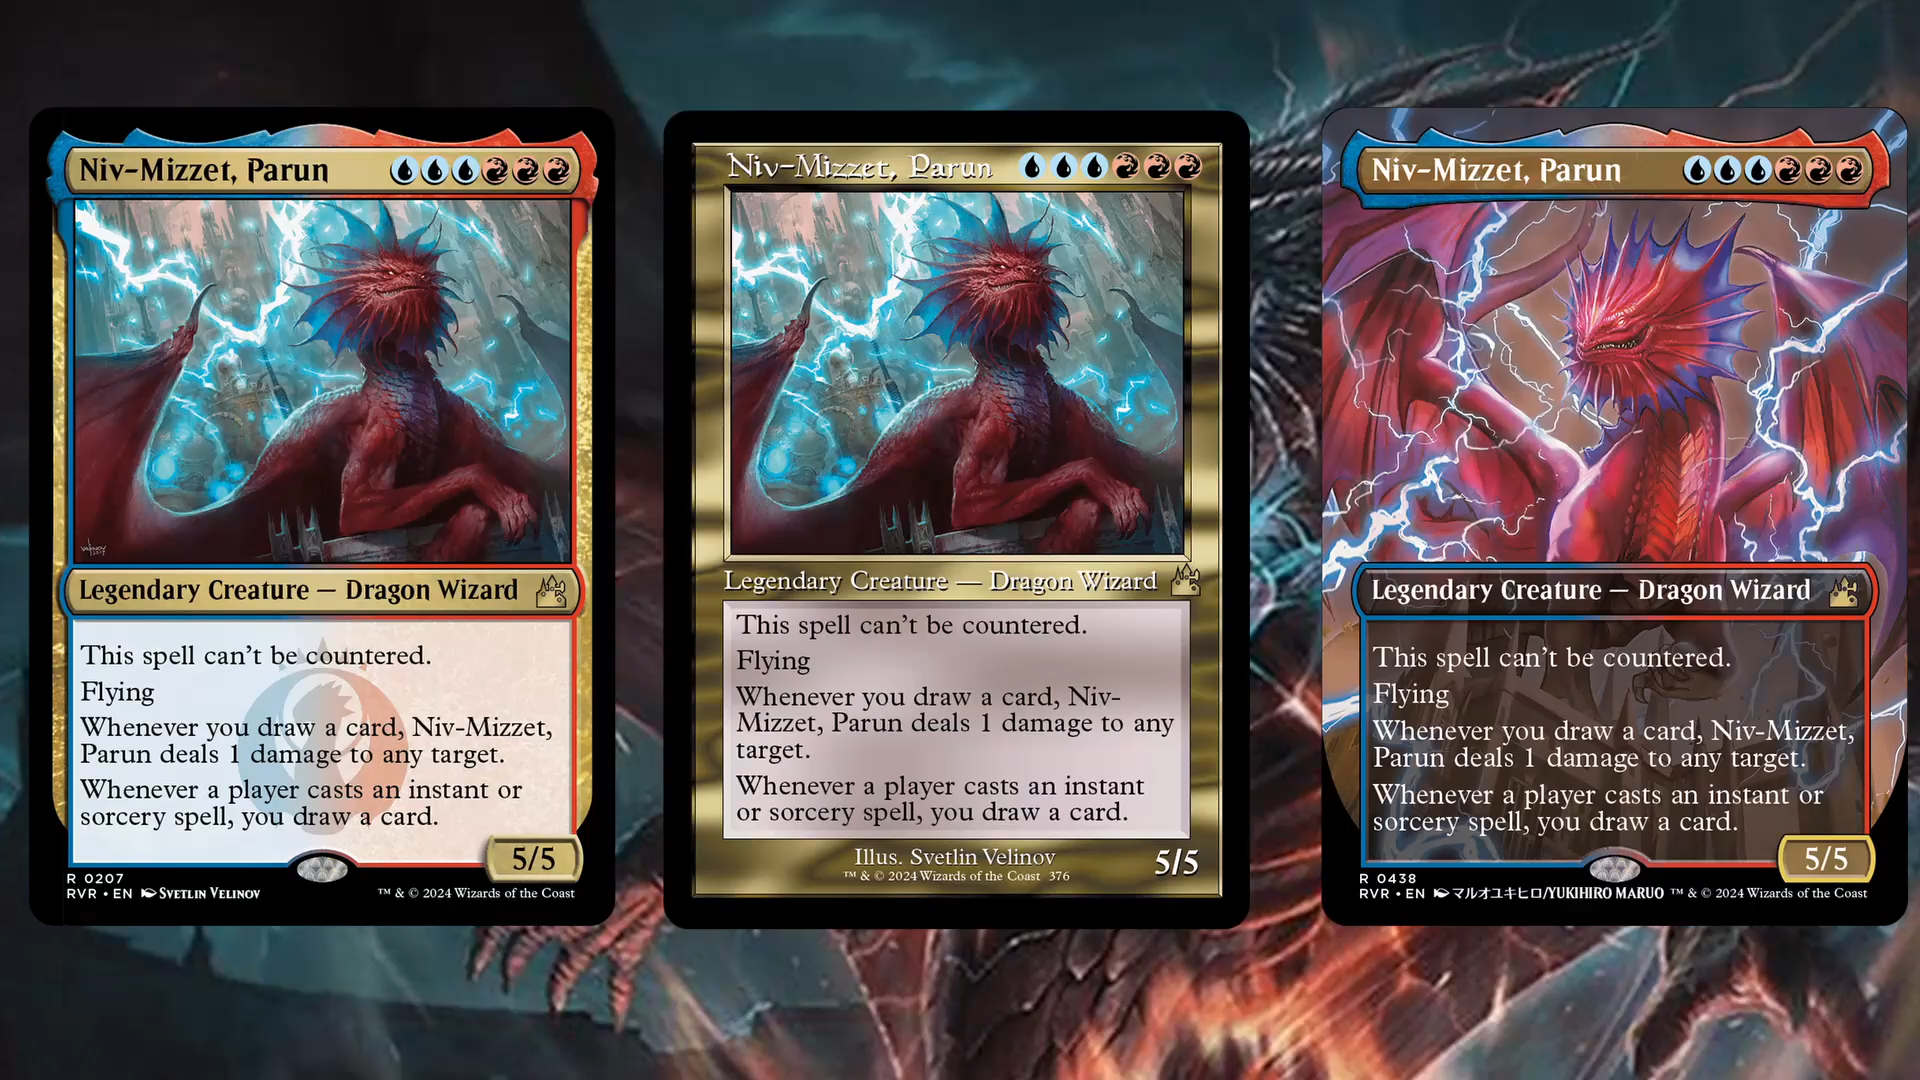 Niv-Mizzet, Parun
Legendary Creature — Dragon Wizard
This spell can't be countered.
Flying
Whenever you draw a card, Niv-Mizzet,
Parun deals 1 damage to any target.
Whenever a player casts an instant or
sorcery spell, you draw a card.
5/5
R 0207
RVR • EN SVETLIN VELINOV
™ & © 2024 Wizards of the Coast
Niv-Mizzet, Parun
Legendary Creature — Dragon Wizard
This spell can't be countered.
Flying
Whenever you draw a card, Niv-
Mizzet, Parun deals 1 damage to any
target.
Whenever a player casts an instant
or sorcery spell, you draw a card.
Illus. Svetlin Velinov
™ & © 2024 Wizards of the Coast 376
5/5
Niv-Mizzet, Parun
Legendary Creature — Dragon Wizard
This spell can't be countered.
Flying
Whenever you draw a card, Niv-Mizzet,
Parun deals 1 damage to any target.
Whenever a player casts an instant or
sorcery spell, you draw a card.
5/5
R 0438
RVR • EN マルオユキヒロ/YUKIHIRO MARUO ™ & © 2024 Wizards of the Coast